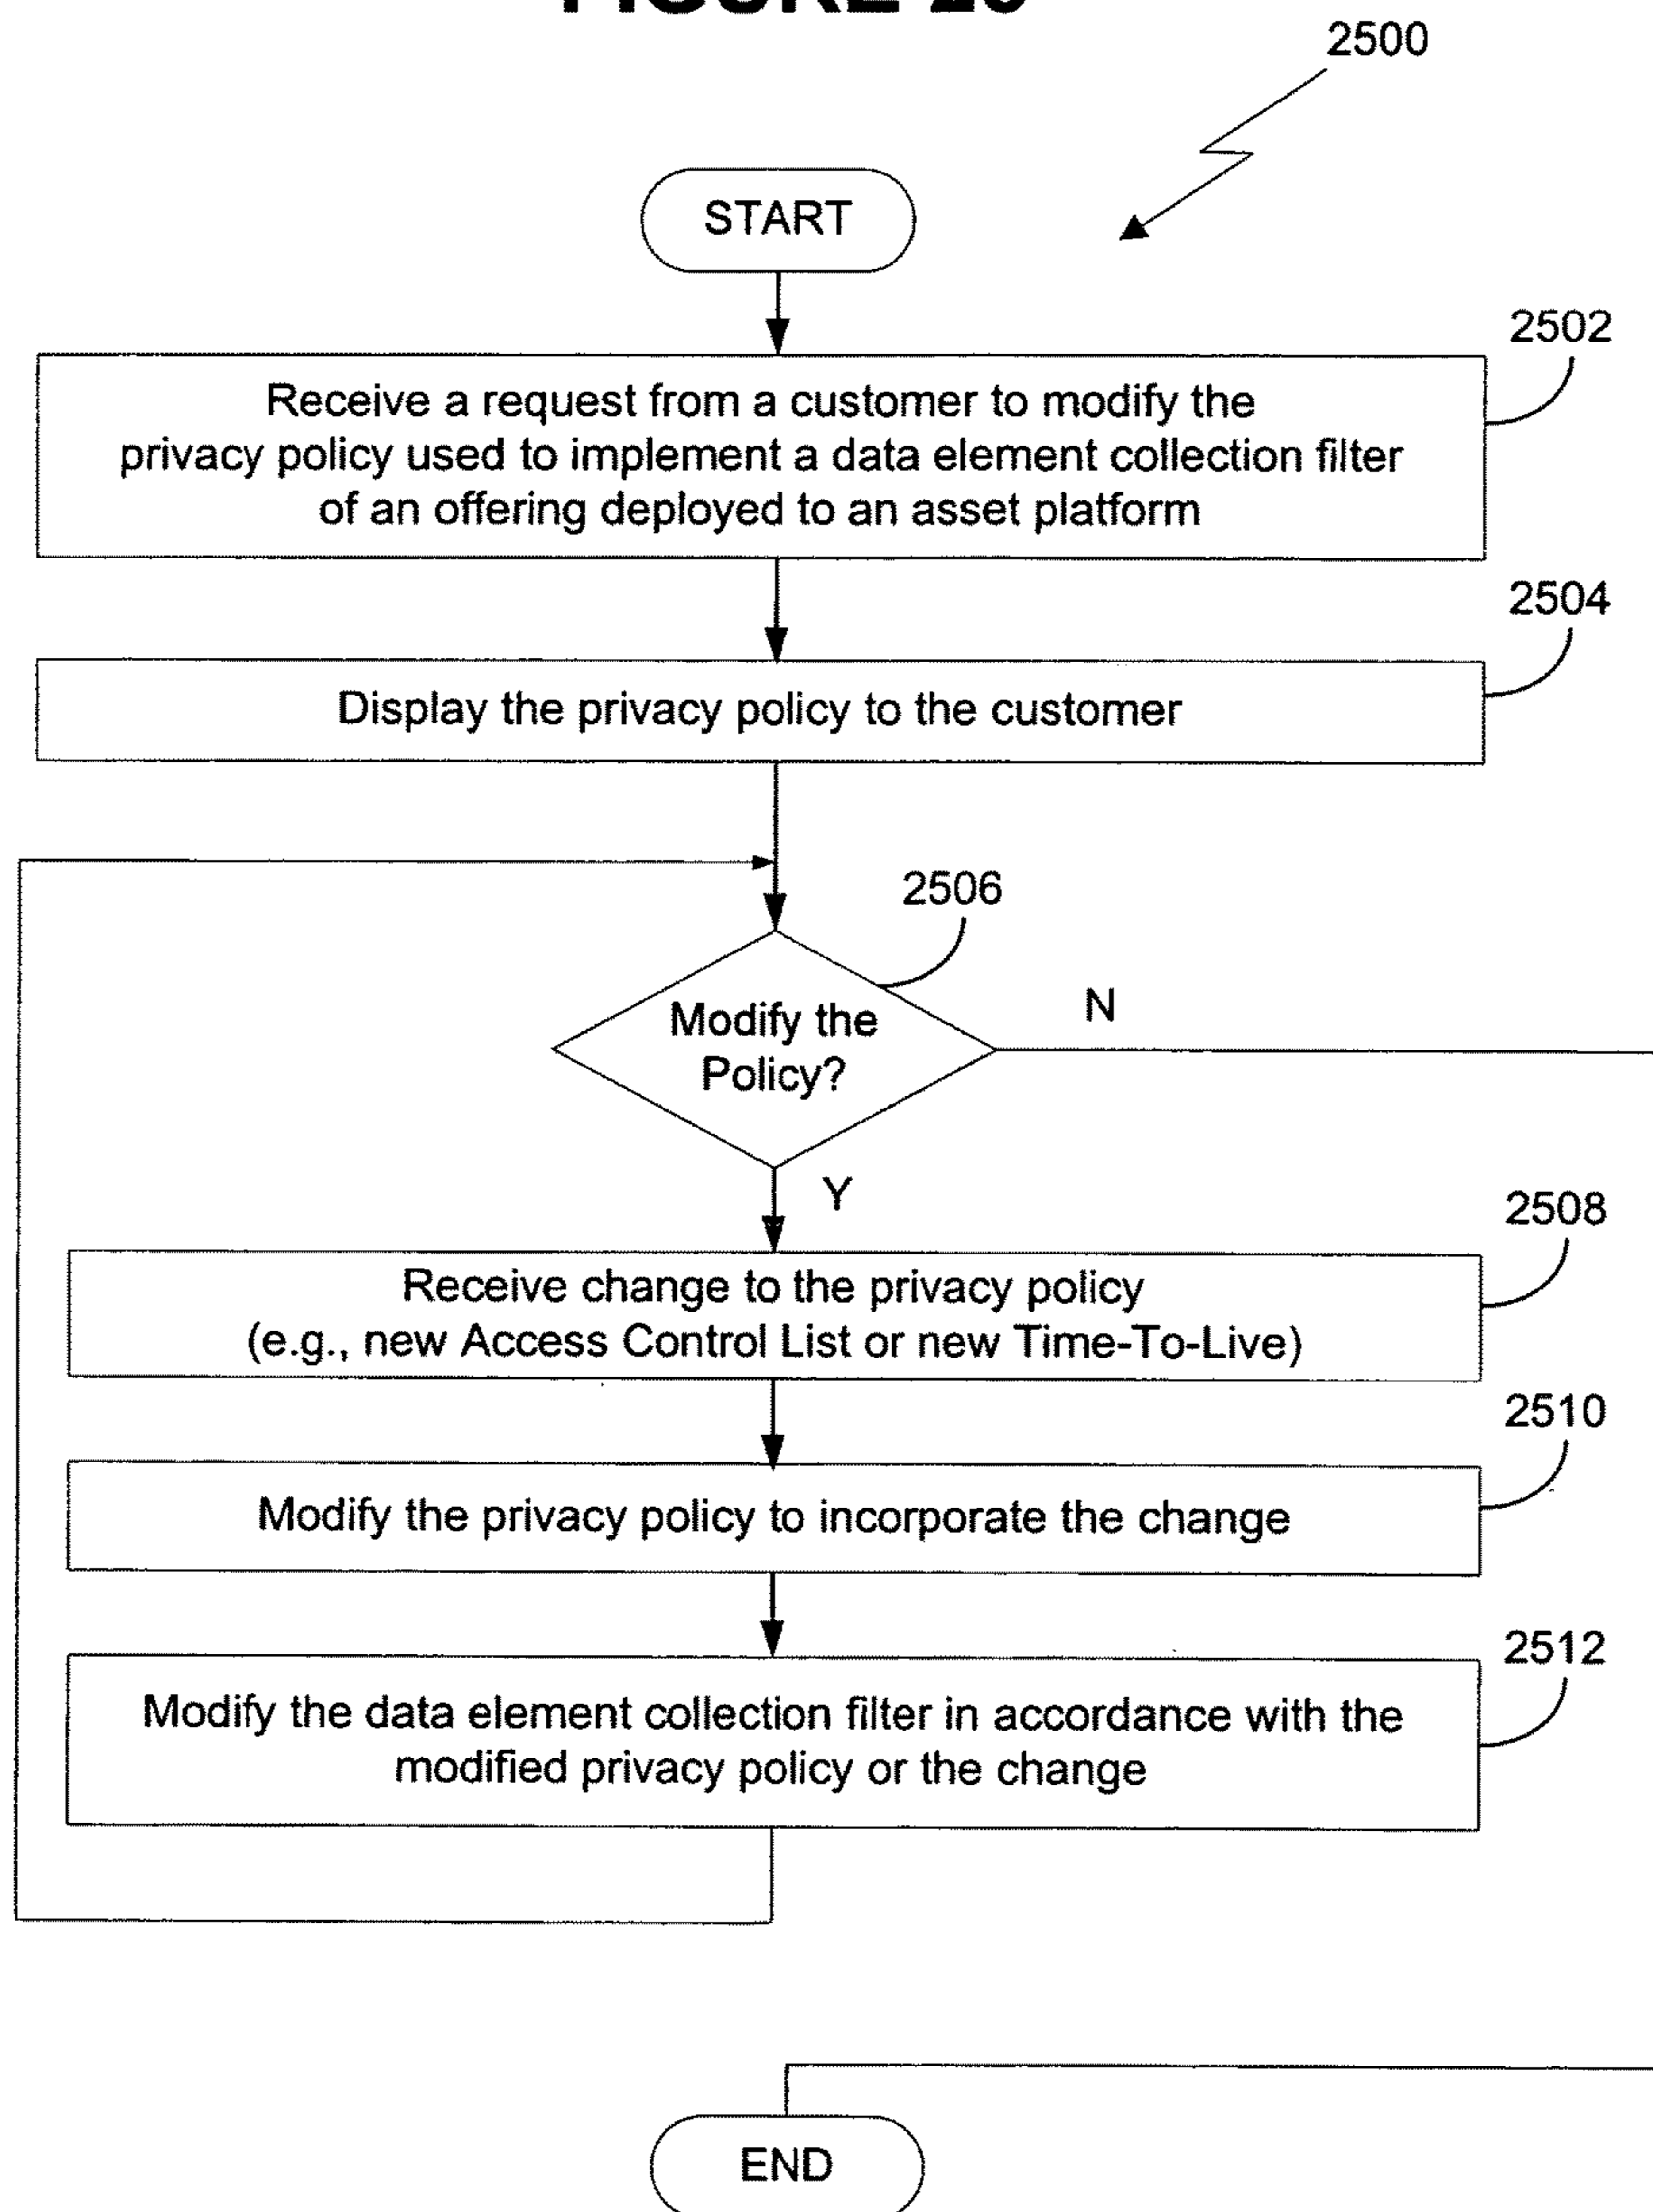 2500
START
2502
Receive a request from a customer to modify the
privacy policy used to implement a data element collection filter
of an offering deployed to an asset platform
2504
Display the privacy policy to the customer
2506
Modify the
Policy?
N
Y
2508
Receive change to the privacy policy
(e.g., new Access Control List or new Time-To-Live)
2510
Modify the privacy policy to incorporate the change
2512
Modify the data element collection filter in accordance with the
modified privacy policy or the change
END